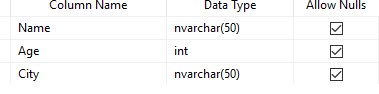 Column Name Data Type Allow Nulls
Name nvarchar(50)
Age int
City nvarchar(50)